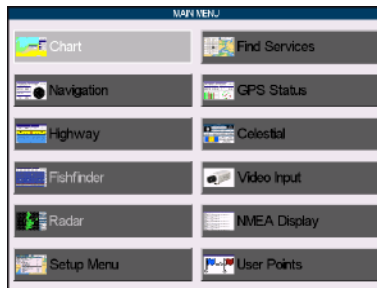 MAIN MENU
Chart
Find Services
Navigation
GPS Status
Highway
Celestial
Fishfinder
Video Input
Radar
NMEA Display
Setup Menu
User Points